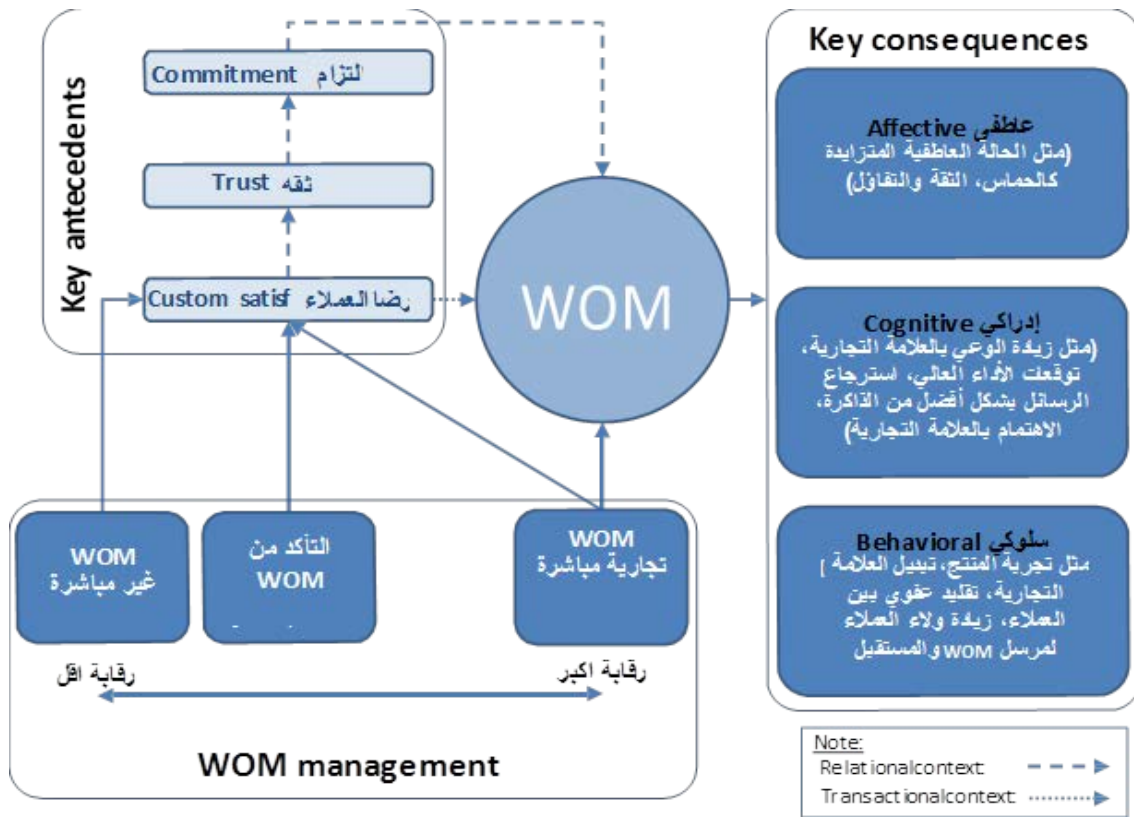 Key antecedents
Commitment التزام
Trust ثقه
Custom satisf رضا العملاء
WOM
Key consequences
عاطفي Affective
(مثل الحالة العاطفية المتزايدة
كالحماس، الثقة والتفاؤل)
إدراكي Cognitive
(مثل زيادة الوعي بالعلامة التجارية،
توقعات الأداء العالي، استرجاع
الرسائل بشكل أفضل من الذاكرة،
الاهتمام بالعلامة التجارية)
سلوكي Behavioral
مثل تجربة المنتج، تبديل العلامة
التجارية، تقليد عفوي بين
العملاء، زيادة ولاء العملاء
لمرسل WOM والمستقبل
WOM
غير مباشرة
التأكد من
WOM
WOM
تجارية مباشرة
رقابة اقل
رقابة اكبر
WOM management
Note:
Relationalcontext:
Transactionalcontext: